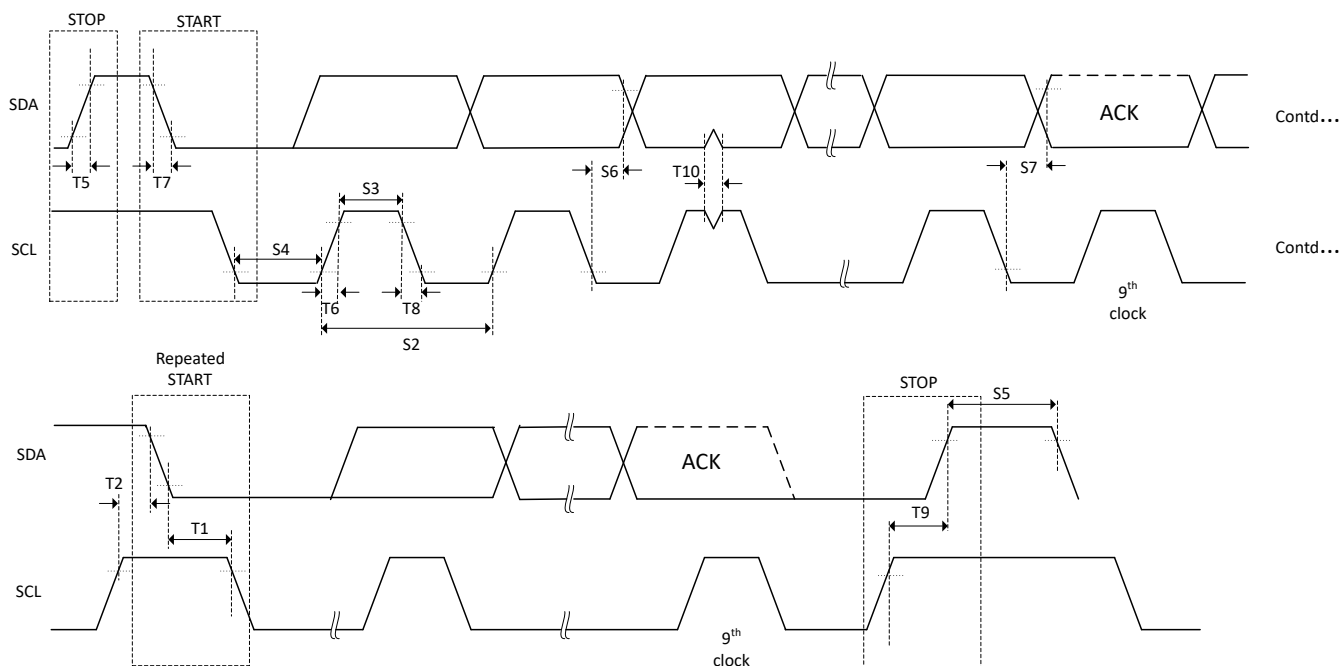 STOP
START
SDA
ACK
Contd...
T5
T7
S6
T10
S7
S3
SCL
S4
Contd...
T6
T8
9th
clock
S2
Repeated
START
STOP
S5
SDA
ACK
T2
T9
T1
SCL
9th
clock